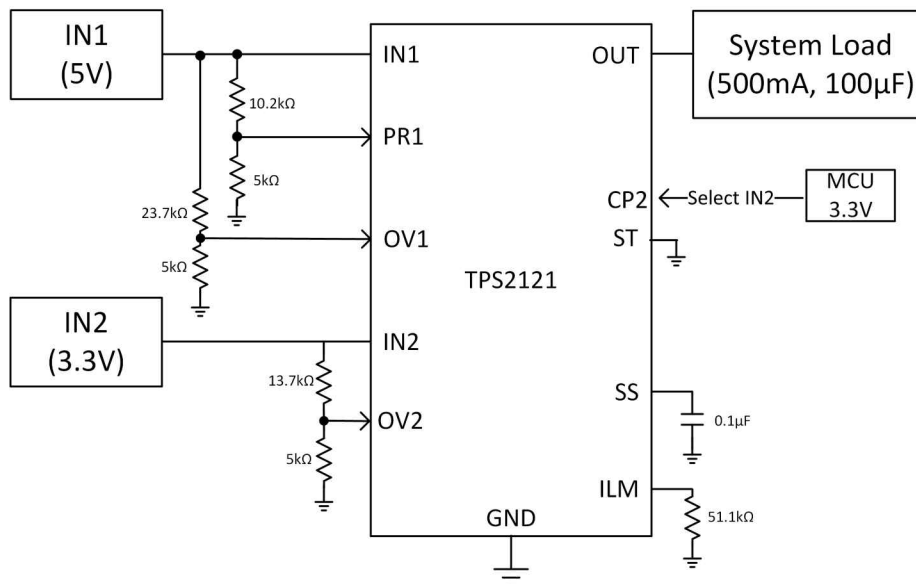 IN1
(5V)
IN1
OUT
System Load
(500mA, 100µF)
10.2kΩ
PR1
5kΩ
CP2
Select IN2
MCU
3.3V
23.7kΩ
OV1
ST
5kΩ
TPS2121
IN2
(3.3V)
IN2
13.7kΩ
OV2
5kΩ
SS
0.1µF
ILM
51.1kΩ
GND